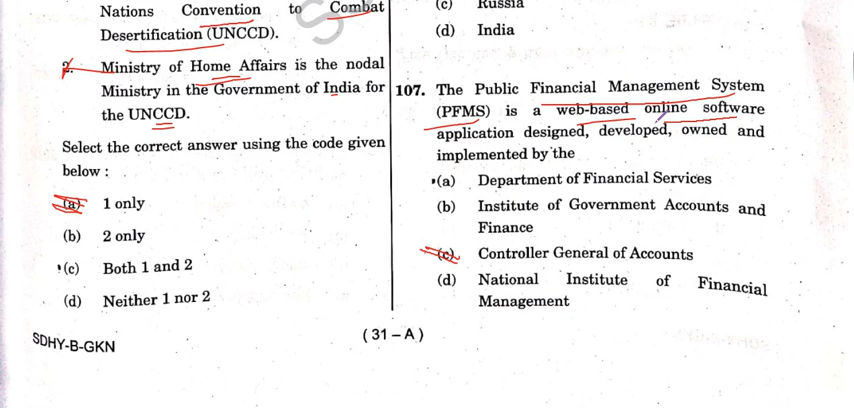 Nations Convention to Combat
Desertification (UNCCD).
2. Ministry of Home Affairs is the nodal
Ministry in the Government of India for
the UNCCD.
Select the correct answer using the code given
below :
(a) 1 only
(b) 2 only
(c) Both 1 and 2
(d) Neither 1 nor 2
(c) Russia
(d) India
107. The Public Financial Management System
(PFMS) is a web-based online software
application designed, developed, owned and
implemented by the
(a) Department of Financial Services
(b) Institute of Government Accounts and
Finance
(c) Controller General of Accounts
(d) National Institute of Financial
Management
SDHY-B-GKN
( 31 – A )